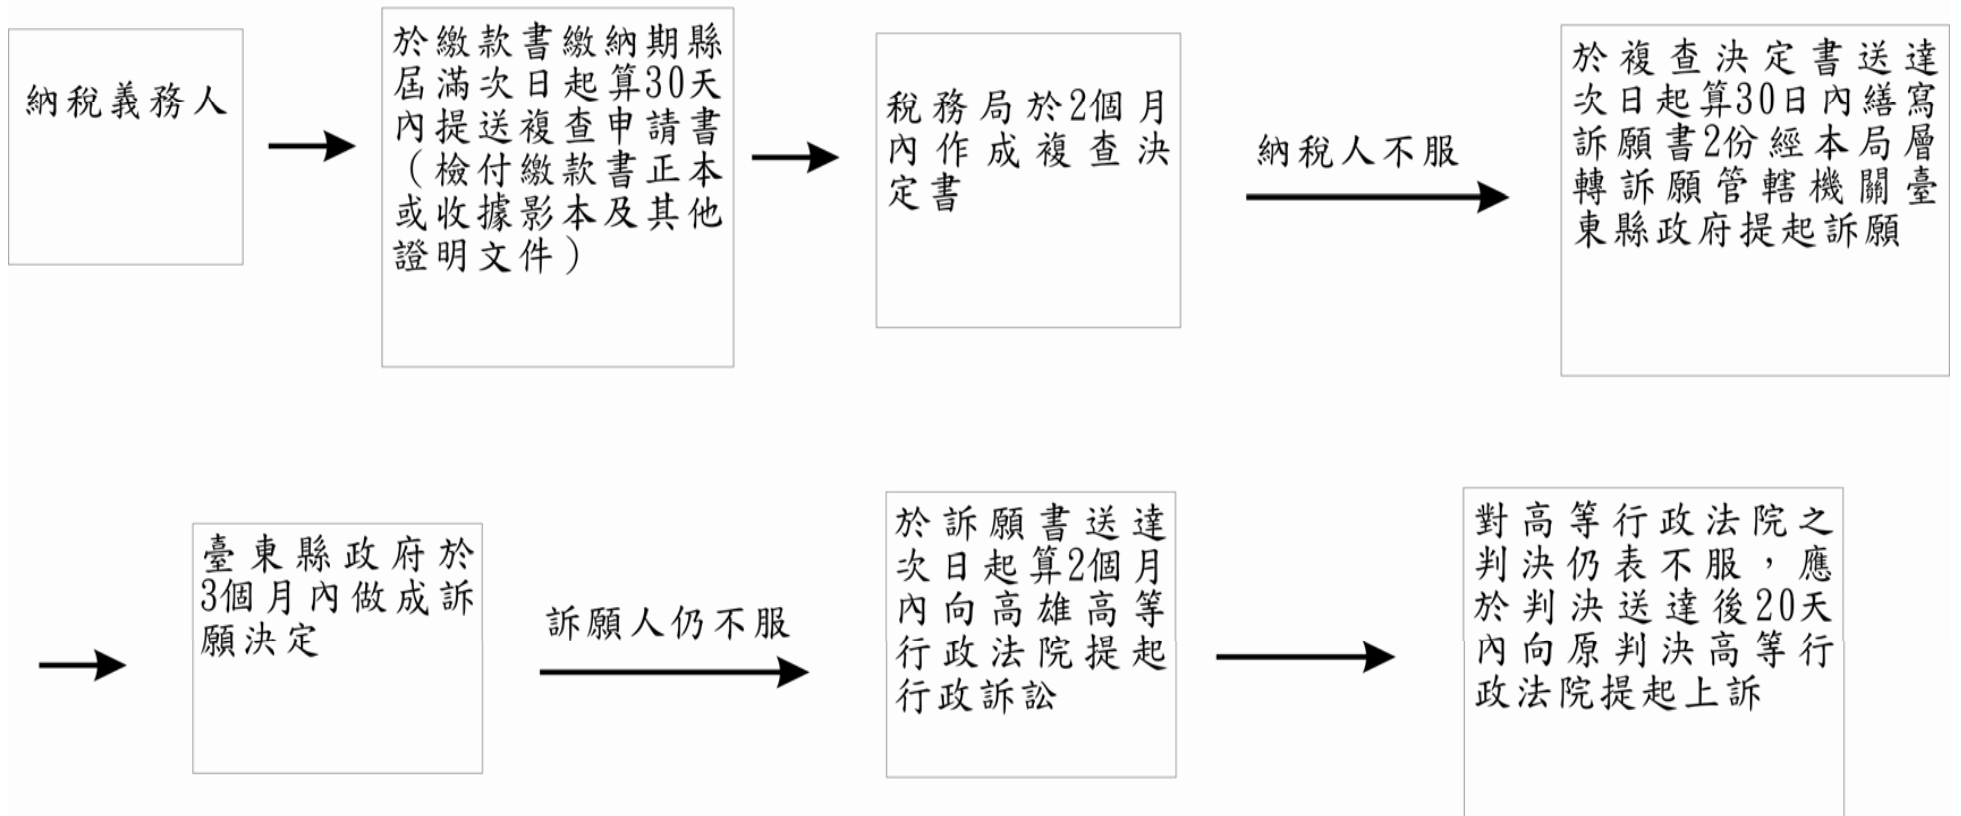 納稅義務人
於繳款書繳納期縣
屆滿次日起算30天
內提送複查申請書
（檢付繳款書正本
或收據影本及其他
證明文件）
稅務局於2個月
內作成複查決
定書
納稅人不服
於複查決定書送達
次日起算30日內繕寫
訴願書2份經本局層
轉訴願管轄機關臺
東縣政府提起訴願
臺東縣政府於
3個月內做成訴
願決定
訴願人仍不服
於訴願書送達
次日起算2個月
內向高雄高等
行政法院提起
行政訴訟
對高等行政法院之
判決仍表不服，應
於判決送達後20天
內向原判決高等行
政法院提起上訴